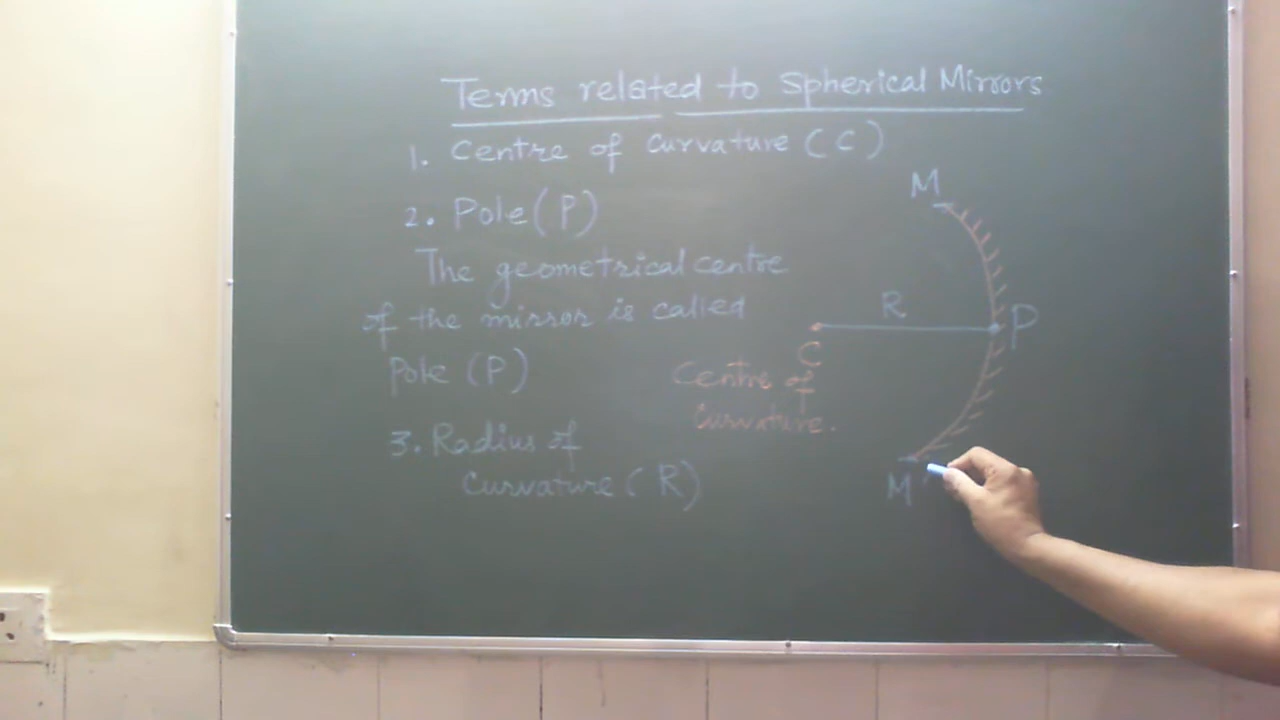 Terms related to Spherical Mirrors
1. Centre of Curvature (C)
2. Pole (P)
The geometrical centre
of the mirror is called
Pole (P)
3. Radius of
Curvature (R)
M
R
P
C
Centre of
Curvature.
M'